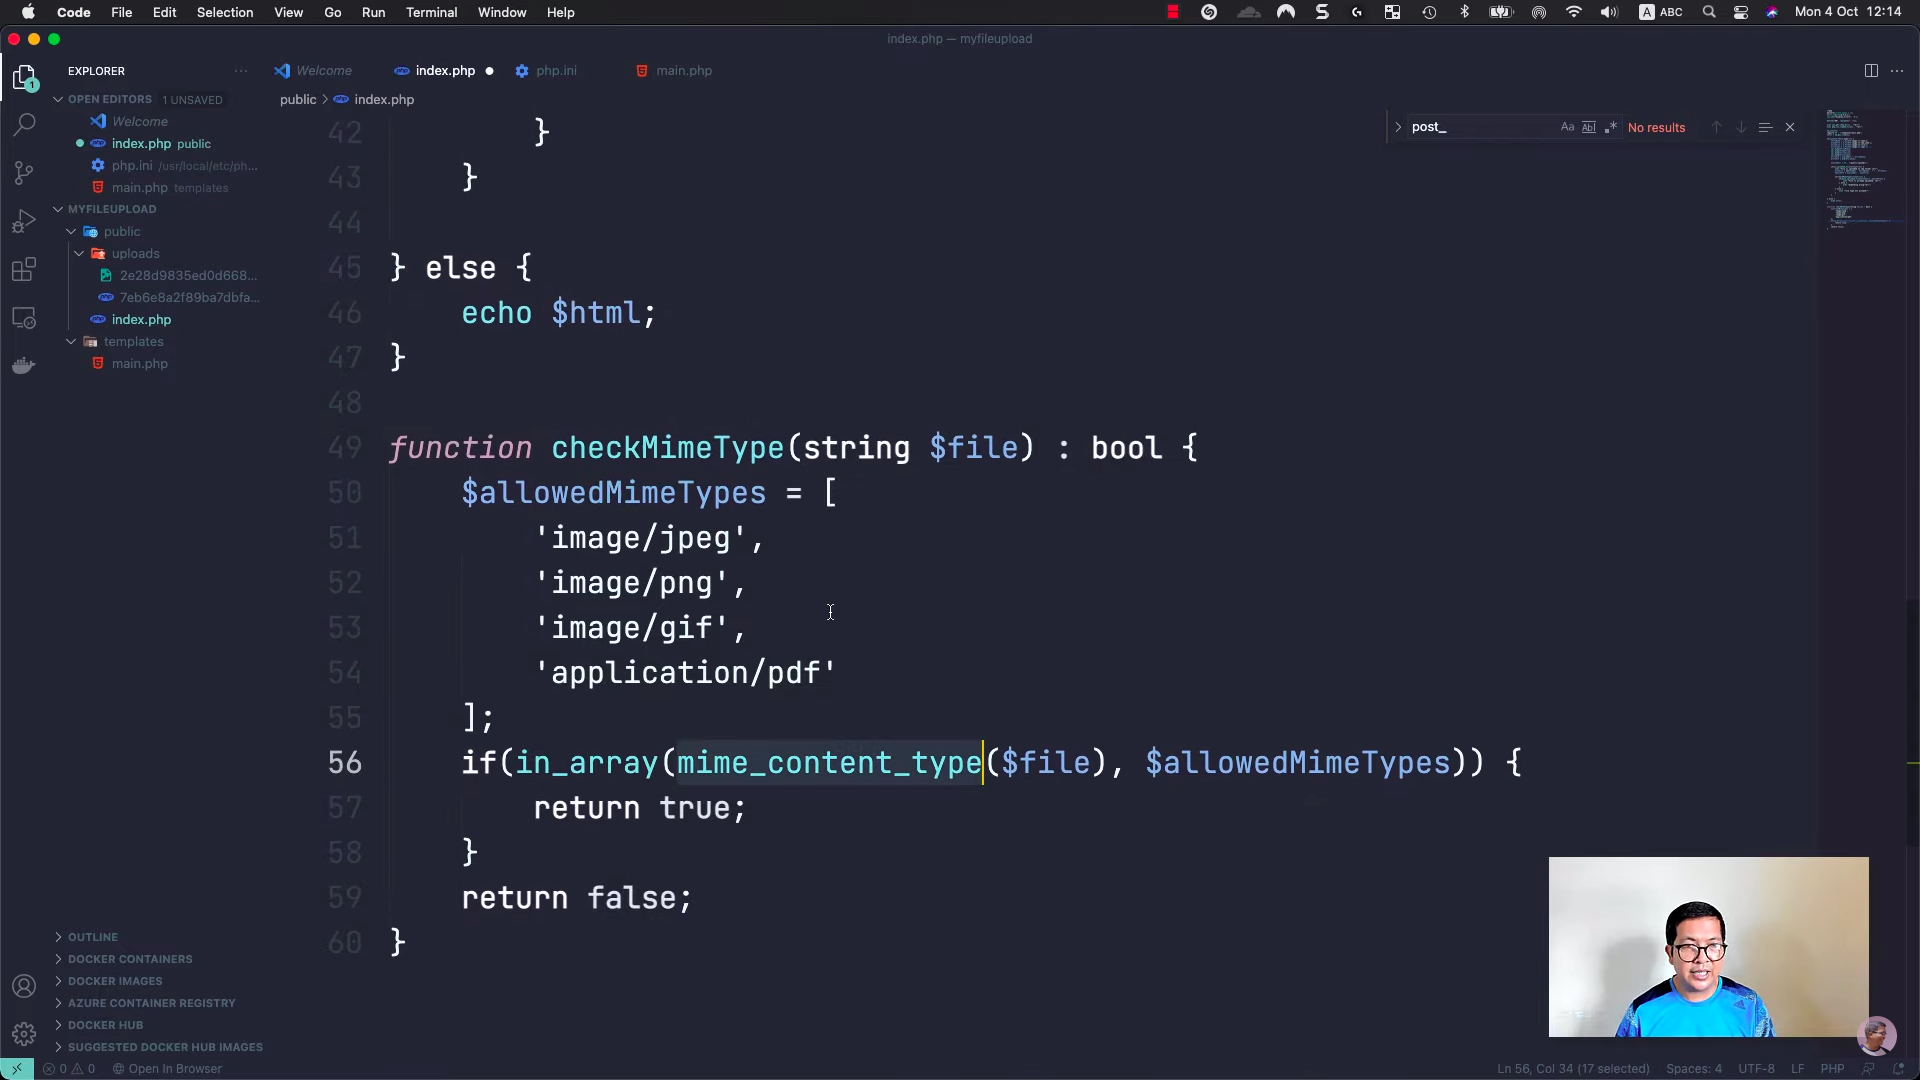 Code File Edit Selection View Go Run Terminal Window Help
A ABC Mon 4 Oct 12:14
index.php — myfileupload
EXPLORER
Welcome index.php php.ini main.php
OPEN EDITORS 1 UNSAVED
public > index.php
Welcome
index.php public
php.ini /usr/local/etc/ph...
main.php templates
MYFILEUPLOAD
public
uploads
2e28d9835ed0d668...
7eb6e8a2f89ba7dbfa...
index.php
templates
main.php
post_ Aa Abl .* No results
42 }
43 }
44
45 } else {
46 echo $html;
47 }
48
49 function checkMimeType(string $file) : bool {
50 $allowedMimeTypes = [
51 'image/jpeg',
52 'image/png',
53 'image/gif',
54 'application/pdf'
55 ];
56 if(in_array(mime_content_type($file), $allowedMimeTypes)) {
57 return true;
58 }
59 return false;
60 }
OUTLINE
DOCKER CONTAINERS
DOCKER IMAGES
AZURE CONTAINER REGISTRY
DOCKER HUB
SUGGESTED DOCKER HUB IMAGES
0 0 Open In Browser
Ln 56, Col 34 (17 selected) Spaces: 4 UTF-8 LF PHP